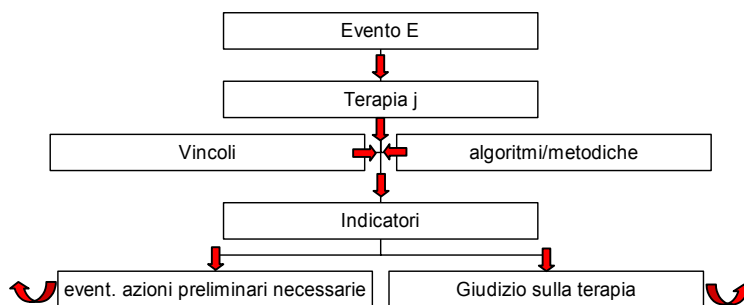 Evento E
Terapia j
Vincoli
algoritmi/metodiche
Indicatori
event. azioni preliminari necessarie
Giudizio sulla terapia